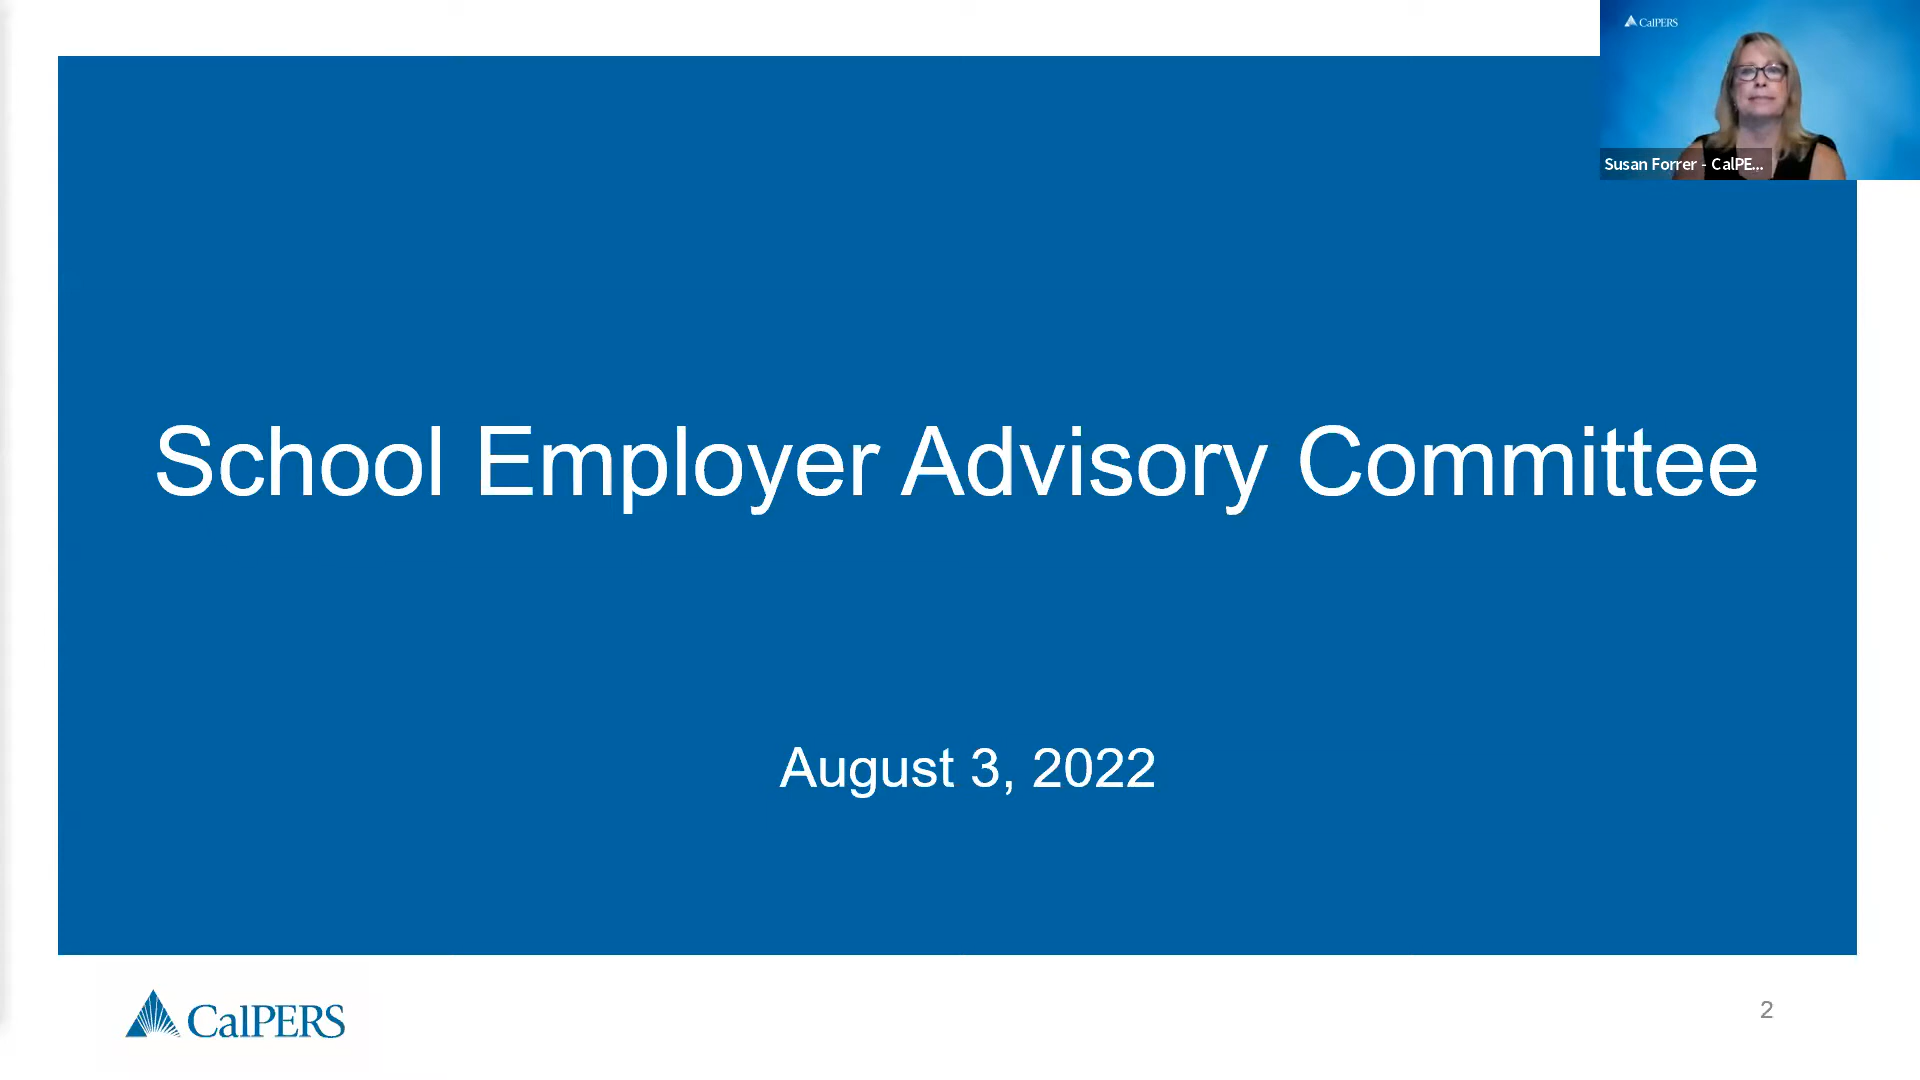 CalPERS
Susan Forrer - CalPE...
School Employer Advisory Committee
August 3, 2022
CalPERS
2